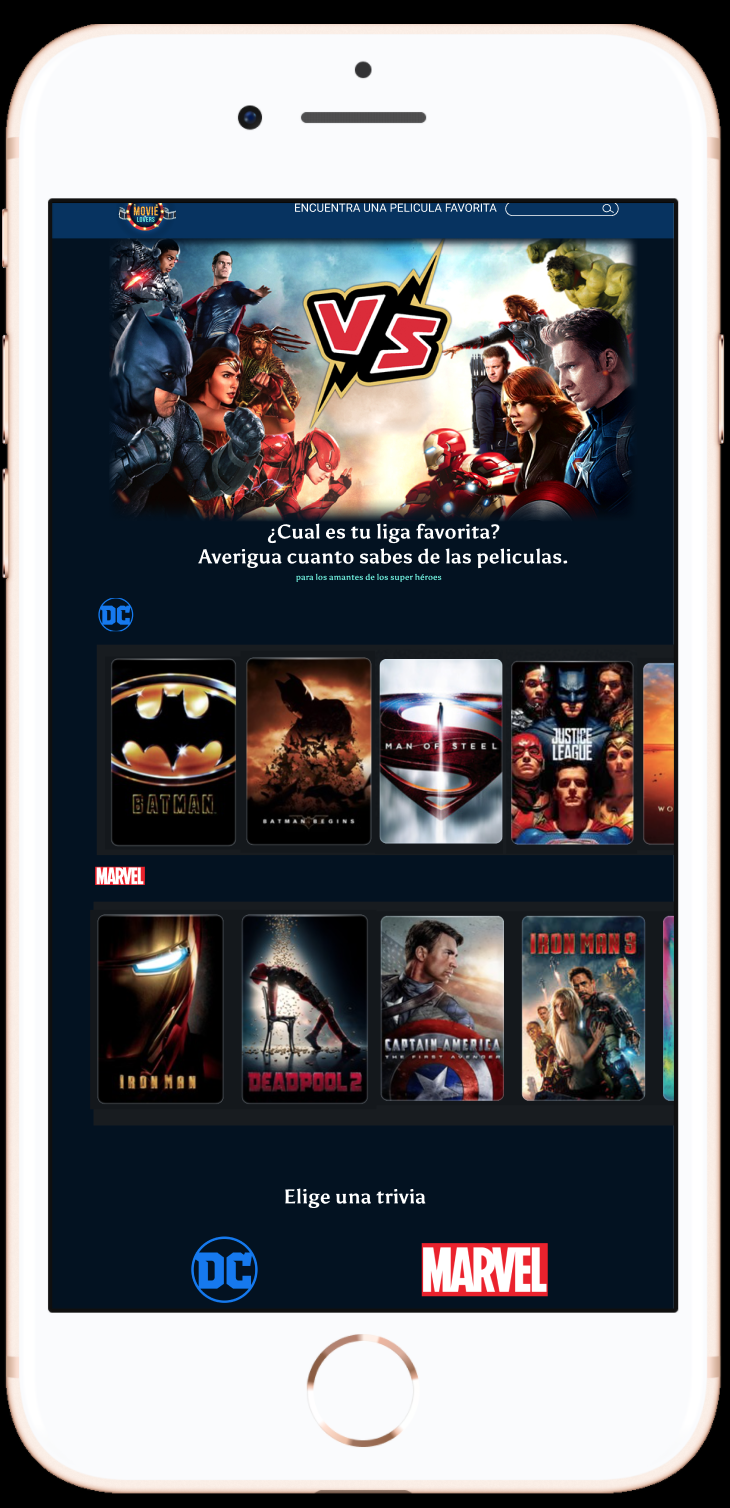 MOVIE
LOVERS
ENCUENTRA UNA PELICULA FAVORITA
VS
¿Cual es tu liga favorita?
Averigua cuanto sabes de las peliculas.
para los amantes de los super héroes
DC
BATMAN
BATMAN BEGINS
MAN OF STEEL
JUSTICE
LEAGUE
WO
MARVEL
IRON MAN
DEADPOOL 2
CAPTAIN AMERICA
THE FIRST AVENGER
IRON MAN 3
Elige una trivia
DC
MARVEL